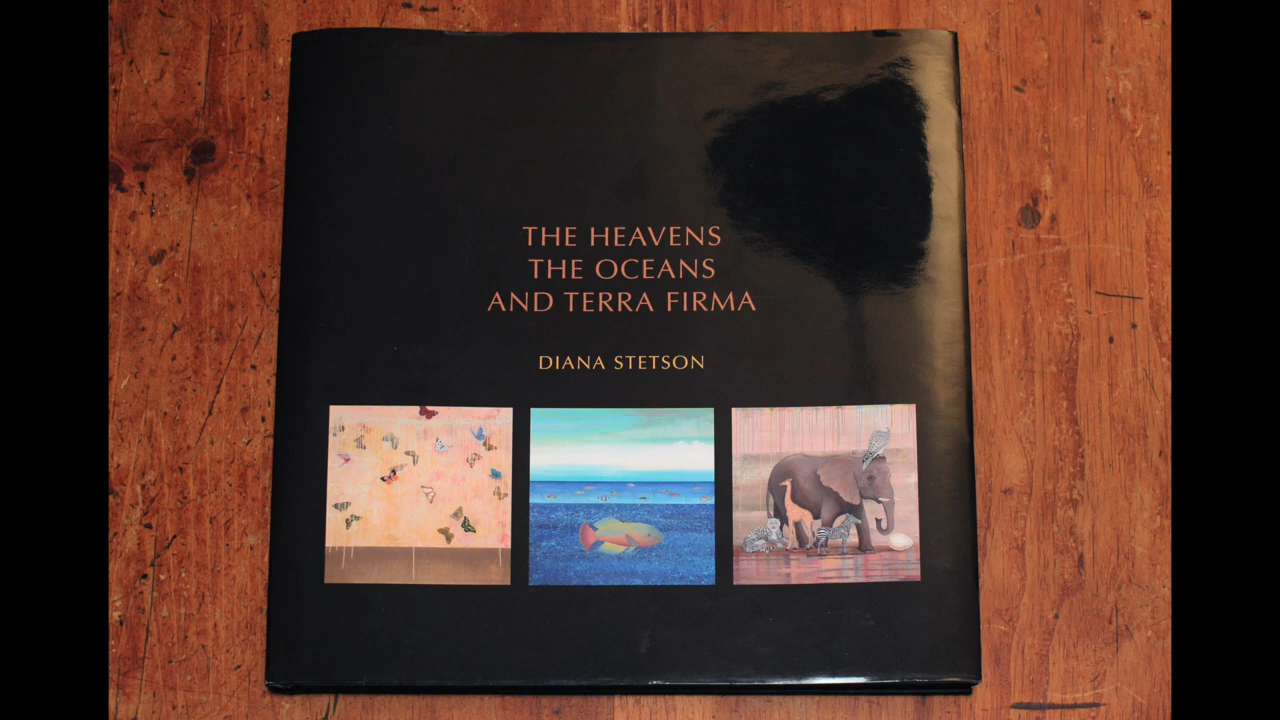 THE HEAVENS
THE OCEANS
AND TERRA FIRMA
DIANA STETSON